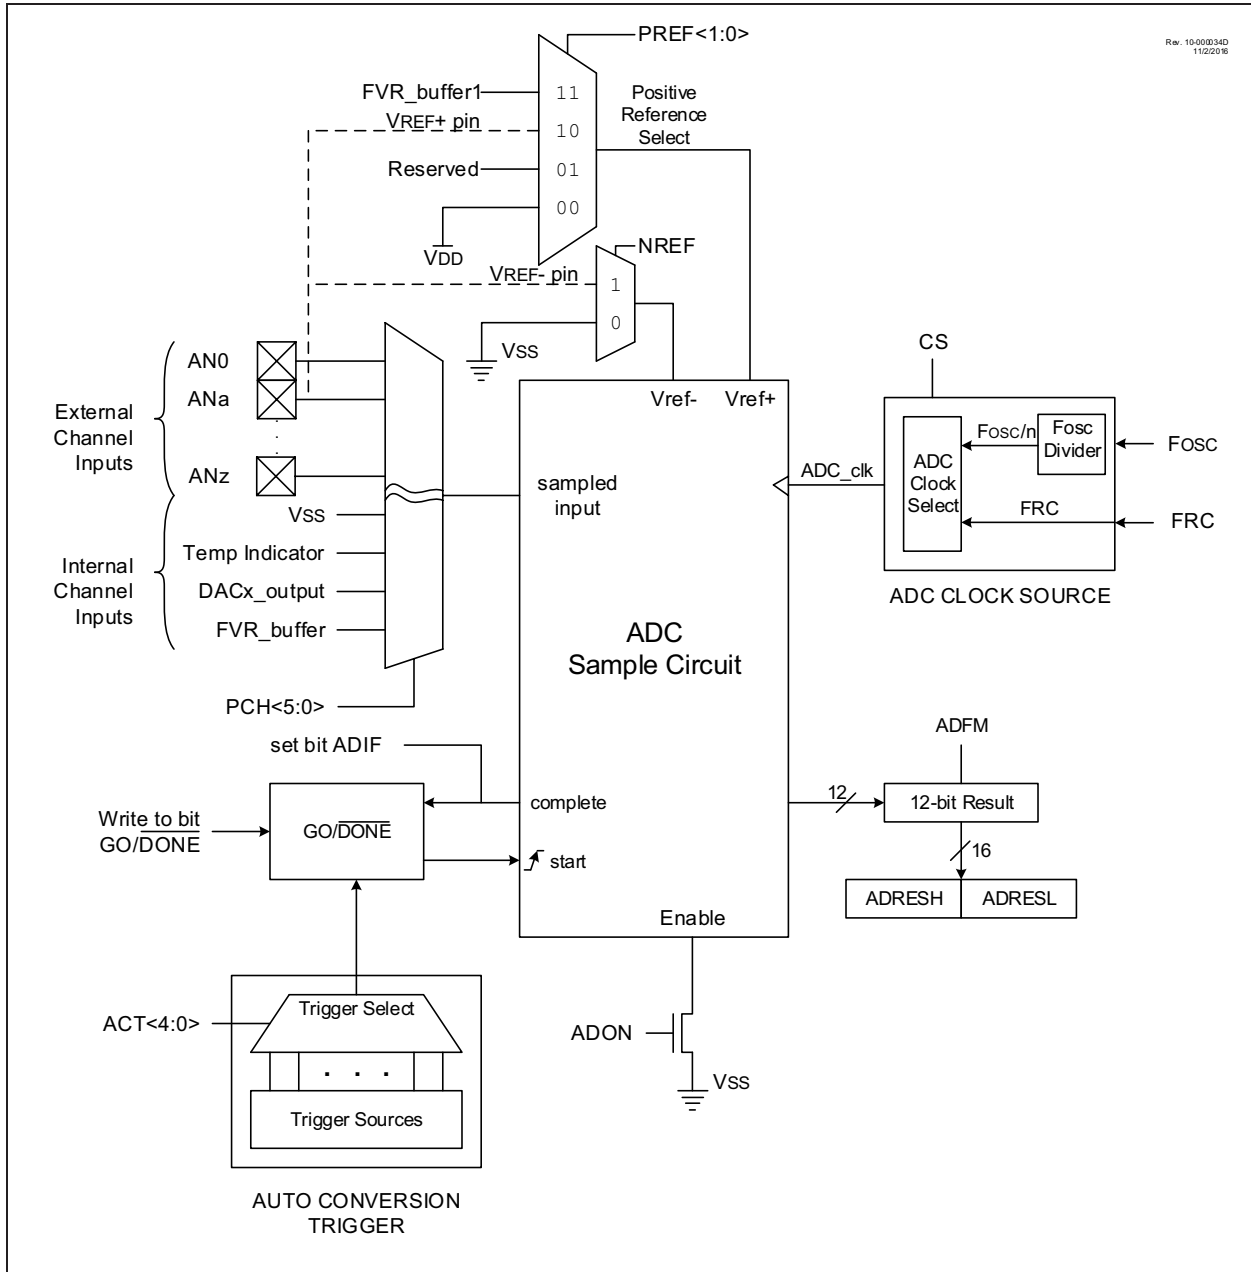 Rev. 10-000034D
11/2/2016
PREF<1:0>
FVR_buffer1
11
Positive
Reference
Select
VREF+ pin
10
Reserved
01
00
VDD
NREF
VREF- pin
1
0
VSS
Vref-
Vref+
External
Channel
Inputs
AN0
ANa
ANz
sampled
input
CS
ADC_clk
ADC
Clock
Select
FOSC/n
Fosc
Divider
FOSC
FRC
FRC
ADC CLOCK SOURCE
Internal
Channel
Inputs
VSS
Temp Indicator
DACx_output
FVR_buffer
PCH<5:0>
ADC
Sample Circuit
set bit ADIF
complete
Write to bit
GO/DONE
GO/DONE
start
Enable
ADFM
12
12-bit Result
16
ADRESH
ADRESL
ACT<4:0>
Trigger Select
. . .
Trigger Sources
AUTO CONVERSION
TRIGGER
ADON
VSS